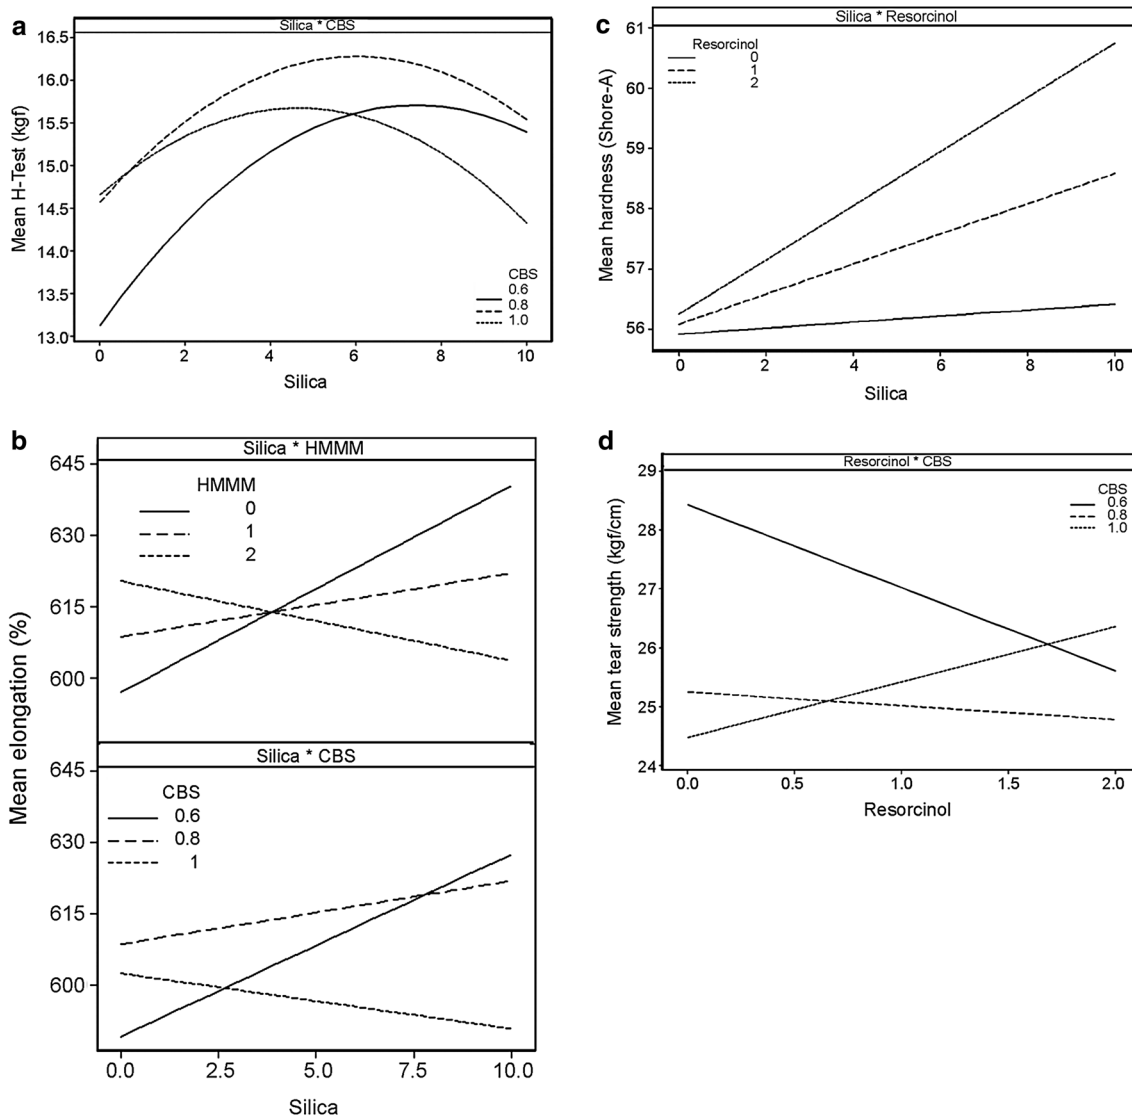 a
Silica * CBS
Mean H-Test (kgf)
16.5
16.0
15.5
15.0
14.5
14.0
13.5
13.0
CBS
0.6
0.8
1.0
0 2 4 6 8 10
Silica
c
Silica * Resorcinol
Mean hardness (Shore-A)
61
60
59
58
57
56
Resorcinol
0
1
2
0 2 4 6 8 10
Silica
b
Mean elongation (%)
Silica * HMMM
645
630
615
600
HMMM
0
1
2
Silica * CBS
645
630
615
600
CBS
0.6
0.8
1
0.0 2.5 5.0 7.5 10.0
Silica
d
Resorcinol * CBS
Mean tear strength (kgf/cm)
29
28
27
26
25
24
CBS
0.6
0.8
1.0
0.0 0.5 1.0 1.5 2.0
Resorcinol